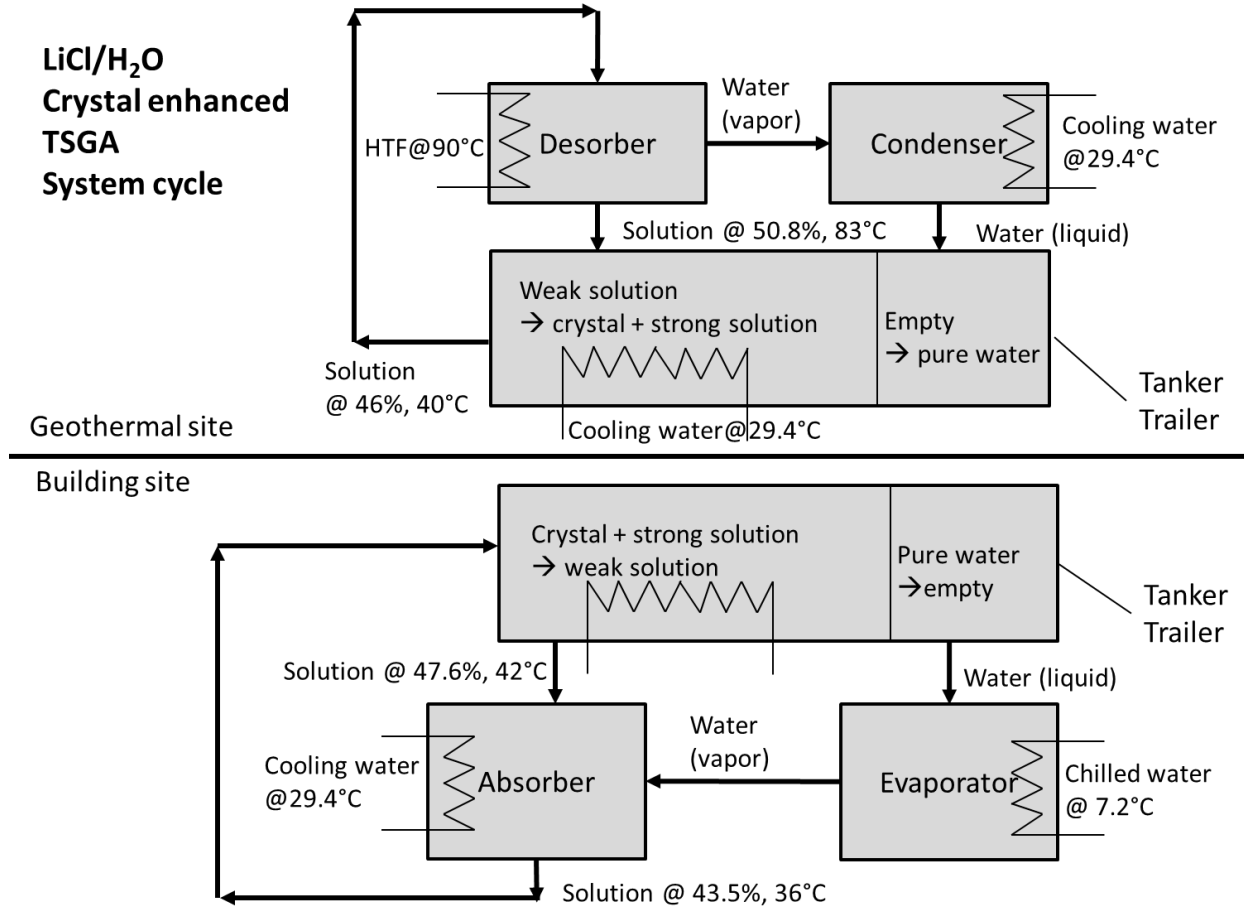 LiCl/H₂O
Crystal enhanced
TSGA
System cycle
HTF@90°C
Desorber
Water
(vapor)
Condenser
Cooling water
@29.4°C
Solution @ 50.8%, 83°C
Water (liquid)
Weak solution
→ crystal + strong solution
Empty
→ pure water
Solution
@ 46%, 40°C
Cooling water@29.4°C
Tanker
Trailer
Geothermal site
Building site
Crystal + strong solution
→ weak solution
Pure water
→empty
Tanker
Trailer
Solution @ 47.6%, 42°C
Water (liquid)
Cooling water
@29.4°C
Absorber
Water
(vapor)
Evaporator
Chilled water
@ 7.2°C
Solution @ 43.5%, 36°C